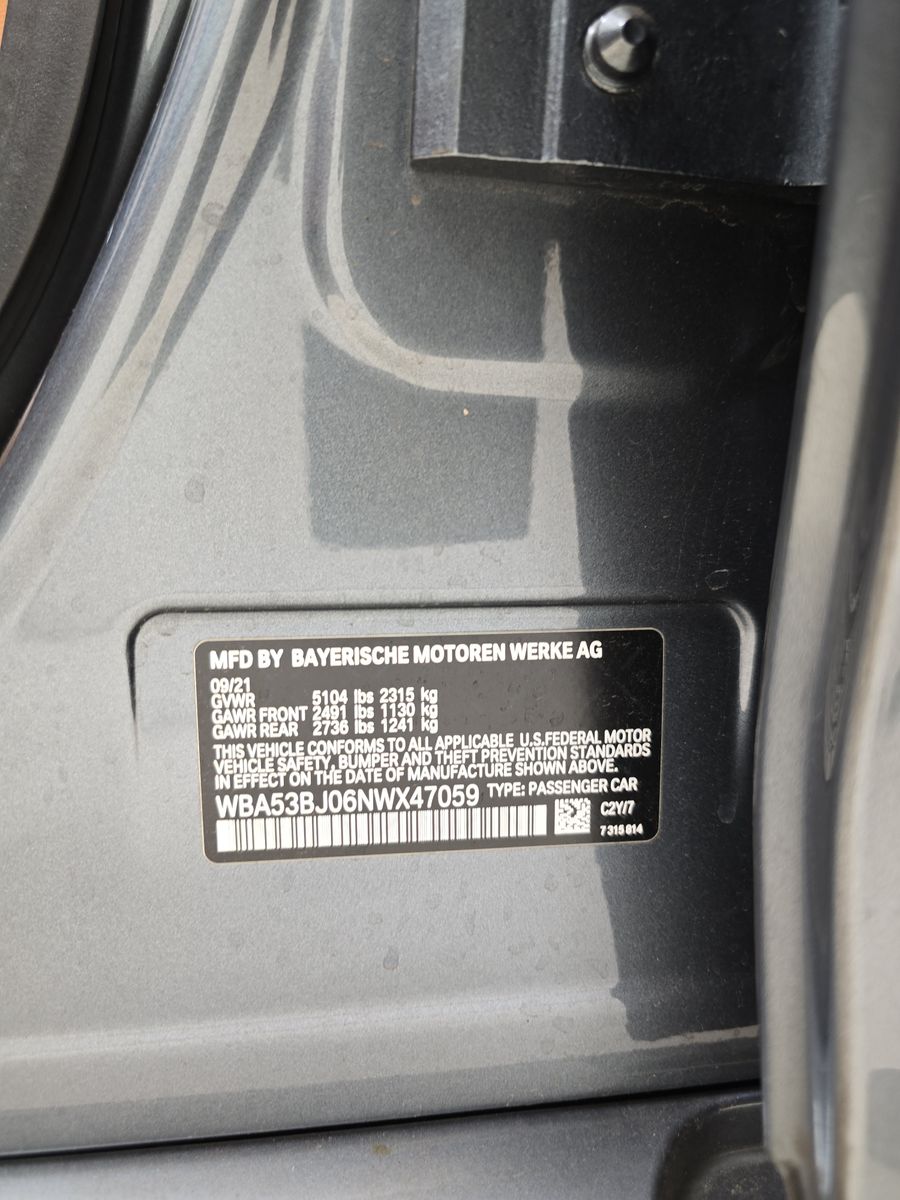 MFD BY BAYERISCHE MOTOREN WERKE AG
09/21
GVWR 5104 lbs 2315 kg
GAWR FRONT 2491 lbs 1130 kg
GAWR REAR 2736 lbs 1241 kg
THIS VEHICLE CONFORMS TO ALL APPLICABLE U.S.FEDERAL MOTOR
VEHICLE SAFETY, BUMPER AND THEFT PREVENTION STANDARDS
IN EFFECT ON THE DATE OF MANUFACTURE SHOWN ABOVE.
WBA53BJ06NWX47059 TYPE: PASSENGER CAR
C2Y/7
7 315 814